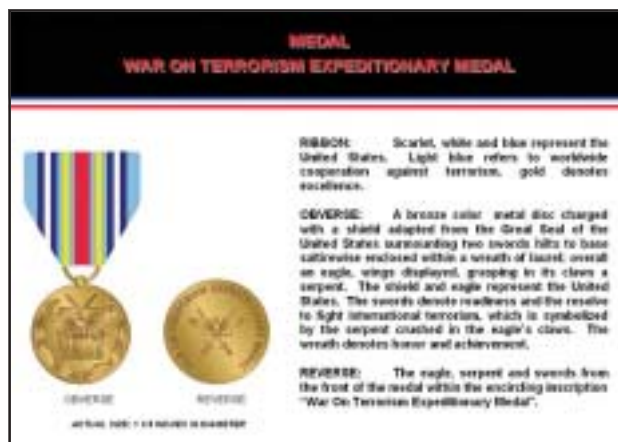 MEDAL
WAR ON TERRORISM EXPEDITIONARY MEDAL
RIBBON: Scarlet, white and blue represent the
United States. Light blue refers to worldwide
cooperation against terrorism, gold denotes
excellence.
OBVERSE: A bronze color metal disc charged
with a shield adapted from the Great Seal of the
United States surmounting two swords hilts to base
saltirewise enclosed within a wreath of laurel; overall
an eagle, wings displayed, grasping in its claws a
serpent. The shield and eagle represent the United
States. The swords denote readiness and the resolve
to fight international terrorism, which is symbolized
by the serpent crushed in the eagle's claws. The
wreath denotes honor and achievement.
REVERSE: The eagle, serpent and swords from
the front of the medal within the encircling inscription
"War On Terrorism Expeditionary Medal".
OBVERSE
REVERSE
ACTUAL SIZE: IN DIAMETER